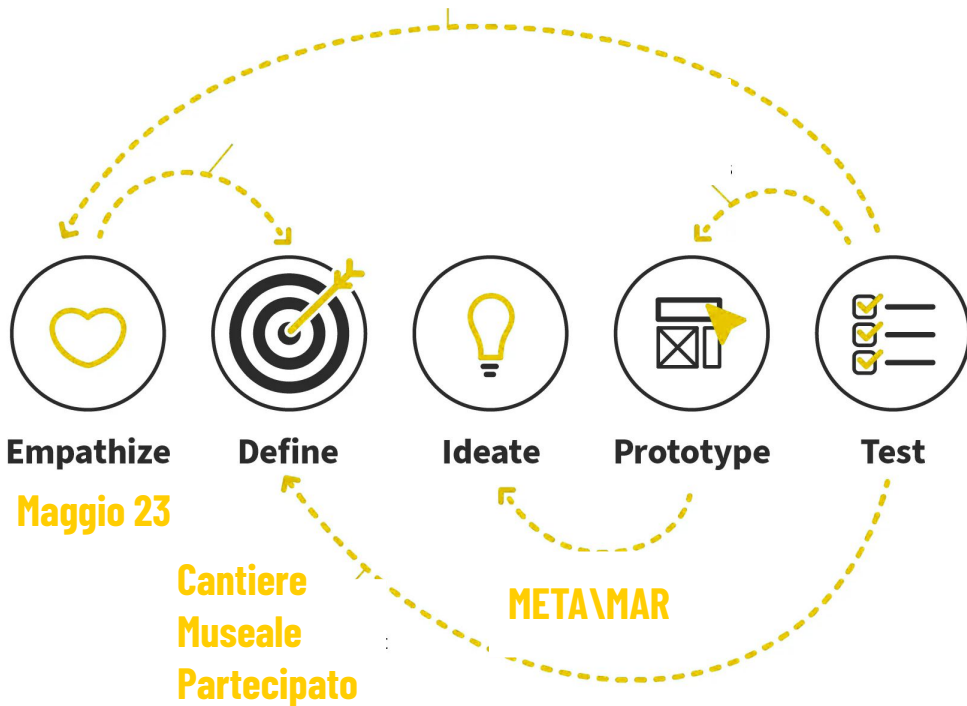 Empathize
Define
Ideate
Prototype
Test
Maggio 23
Cantiere
Museale
Partecipato
META\MAR